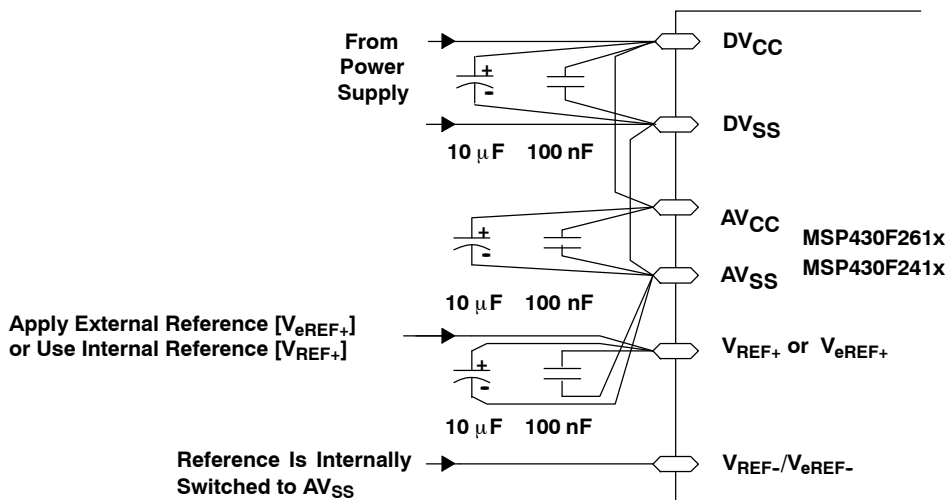 From
Power
Supply
DVCC
+
-
DVSS
10 μF 100 nF
AVCC
+
-
MSP430F261x
MSP430F241x
AVSS
10 μF 100 nF
Apply External Reference [VeREF+]
or Use Internal Reference [VREF+]
VREF+ or VeREF+
+
-
10 μF 100 nF
Reference Is Internally
Switched to AVSS
VREF-/VeREF-